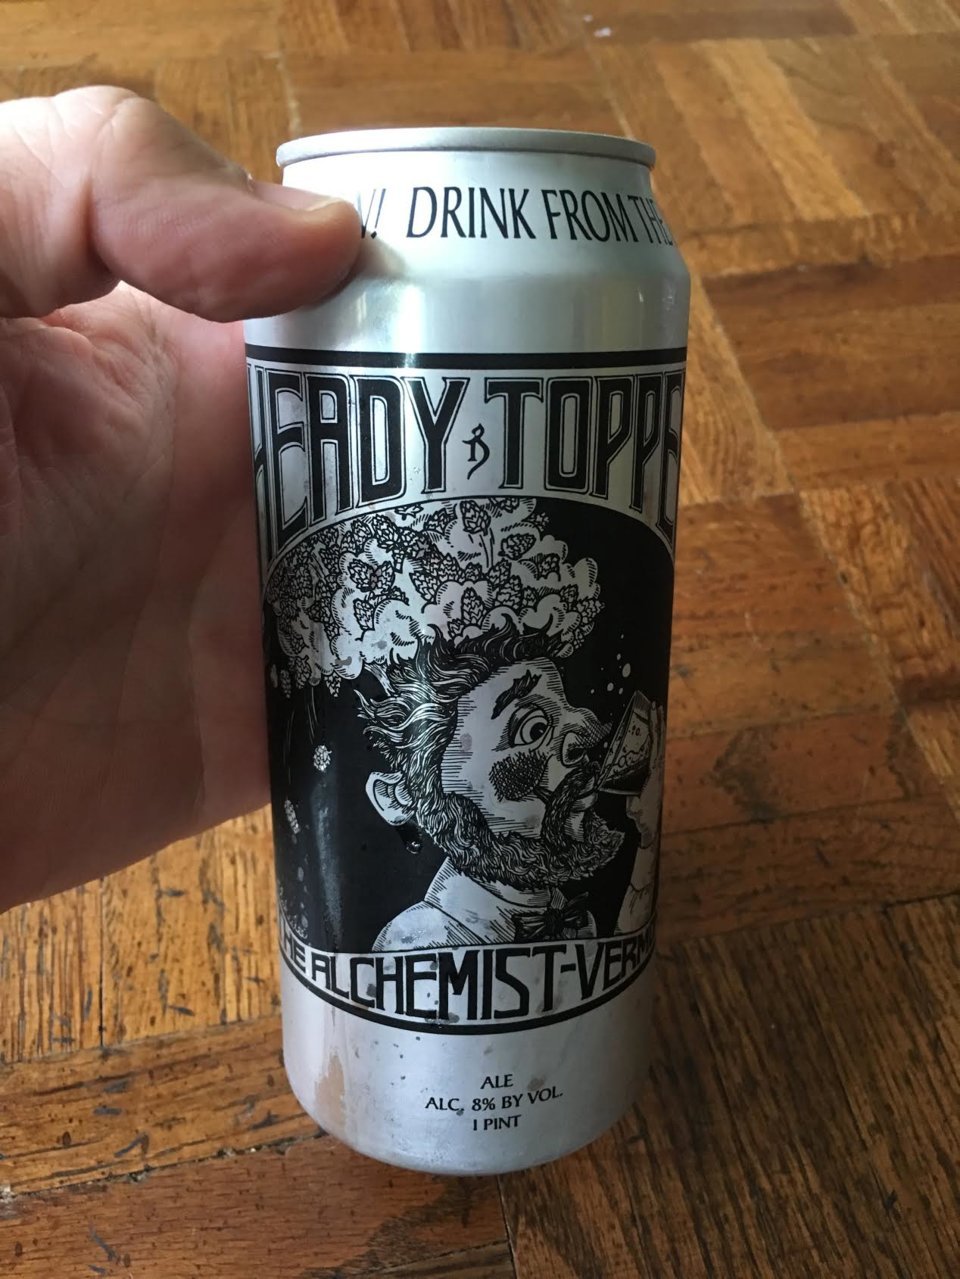 W! DRINK FROM THE
HEADY TOPPE
THE ALCHEMIST-VERM
ALE
ALC. 8% BY VOL.
1 PINT